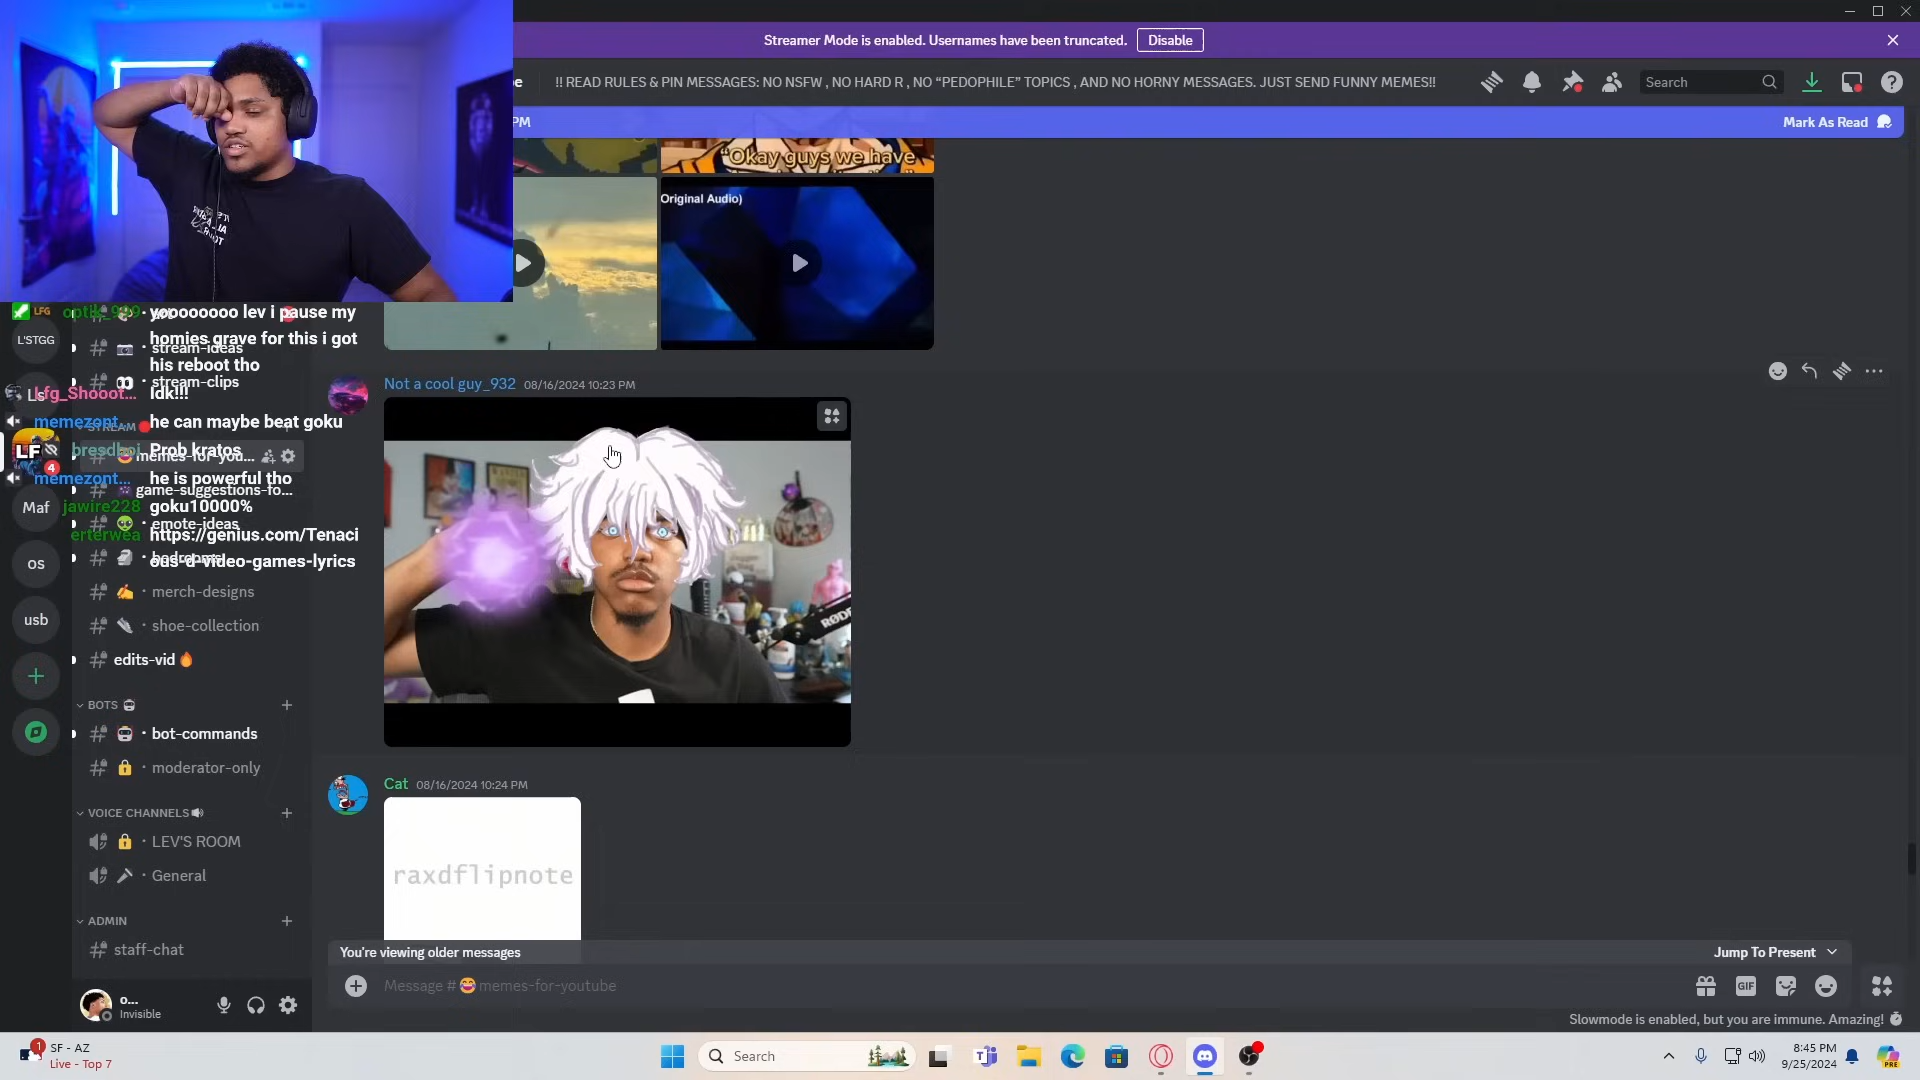 Streamer Mode is enabled. Usernames have been truncated.
Disable
!! READ RULES & PIN MESSAGES: NO NSFW , NO HARD R , NO “PEDOPHILE” TOPICS , AND NO HORNY MESSAGES. JUST SEND FUNNY MEMES!!
Search
PM
Mark As Read
"Okay guys we have
Original Audio)
LFG
optik_999 yoooooooo lev i pause my
homies grave for this i got
his reboot tho
L'STGG
stream-ideas
stream-clips
Lfg_Shooot... Idk!!!
memezont... he can maybe beat goku
STREAM
bresdboi Prob kratos
LF
4
memes-for-you...
memezont... he is powerful tho
game-suggestions-fo...
Maf
jawire228 goku10000%
emote-ideas
erterwea https://genius.com/Tenaci
ous-d-video-games-lyrics
os
merch-designs
usb
shoe-collection
edits-vid
BOTS
bot-commands
moderator-only
VOICE CHANNELS
LEV'S ROOM
General
ADMIN
staff-chat
o...
Invisible
Not a cool guy_932 08/16/2024 10:23 PM
RØDE
Cat 08/16/2024 10:24 PM
raxdflipnote
You're viewing older messages
Jump To Present
Message # memes-for-youtube
GIF
Slowmode is enabled, but you are immune. Amazing!
1
SF - AZ
Live - Top 7
Search
8:45 PM
9/25/2024
PRE